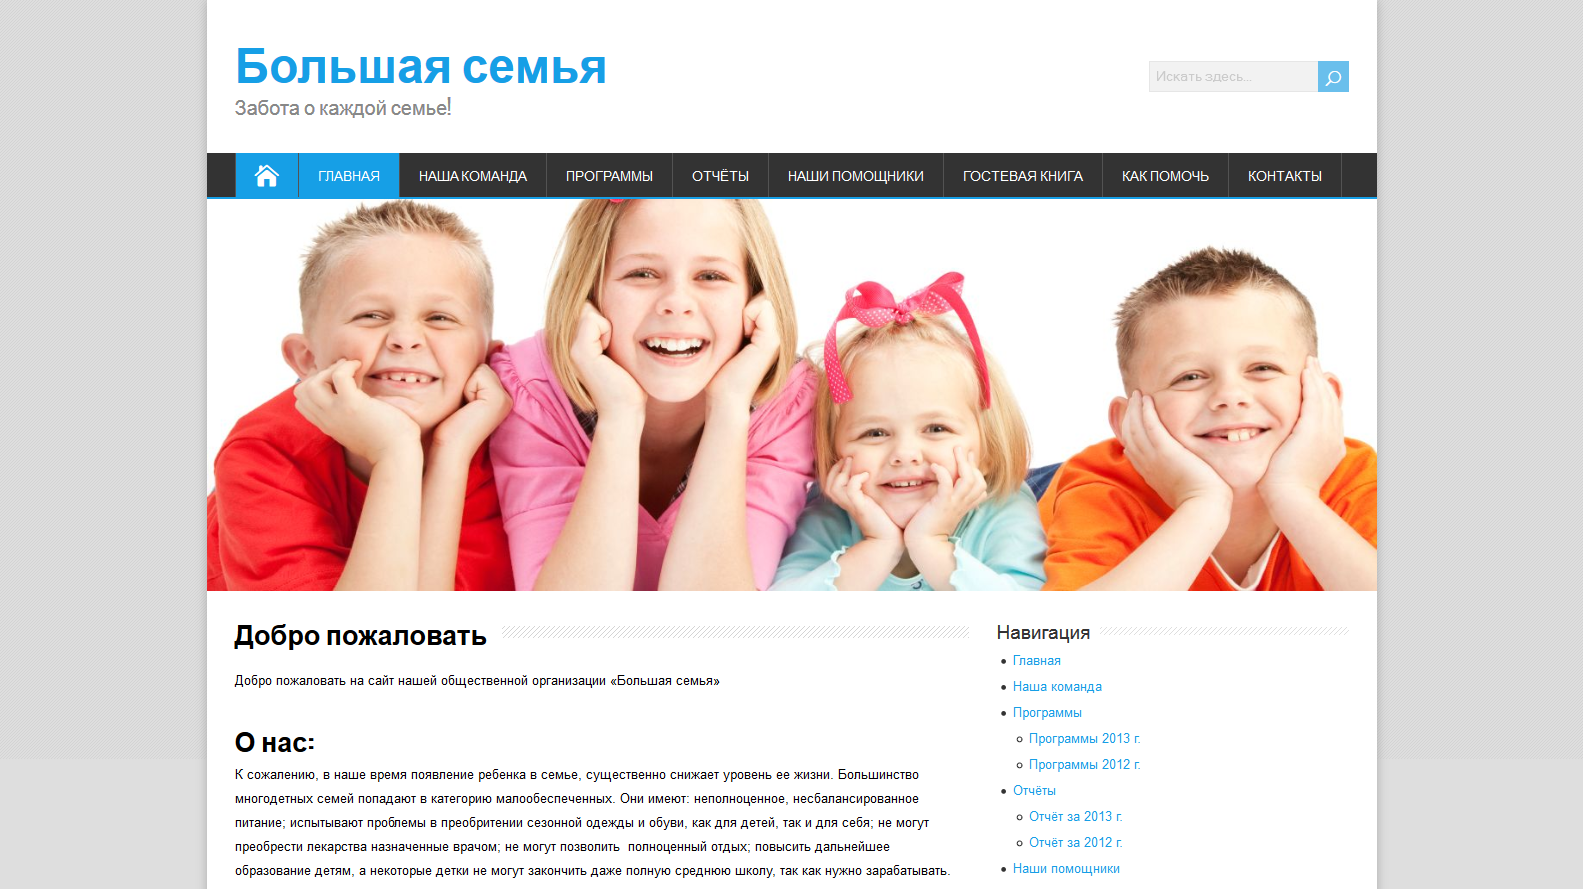 Большая семья
Забота о каждой семье!
Искать здесь...
ГЛАВНАЯ НАША КОМАНДА ПРОГРАММЫ ОТЧЁТЫ НАШИ ПОМОЩНИКИ ГОСТЕВАЯ КНИГА КАК ПОМОЧЬ КОНТАКТЫ
Добро пожаловать
Добро пожаловать на сайт нашей общественной организации «Большая семья»
О нас:
К сожалению, в наше время появление ребенка в семье, существенно снижает уровень ее жизни. Большинство
многодетных семей попадают в категорию малообеспеченных. Они имеют: неполноценное, несбалансированное
питание; испытывают проблемы в преобритении сезонной одежды и обуви, как для детей, так и для себя; не могут
преобрести лекарства назначенные врачом; не могут позволить  полноценный отдых; повысить дальнейшее
образование детям, а некоторые детки не могут закончить даже полную среднюю школу, так как нужно зарабатывать.
Навигация
Главная
Наша команда
Программы
Программы 2013 г.
Программы 2012 г.
Отчёты
Отчёт за 2013 г.
Отчёт за 2012 г.
Наши помощники